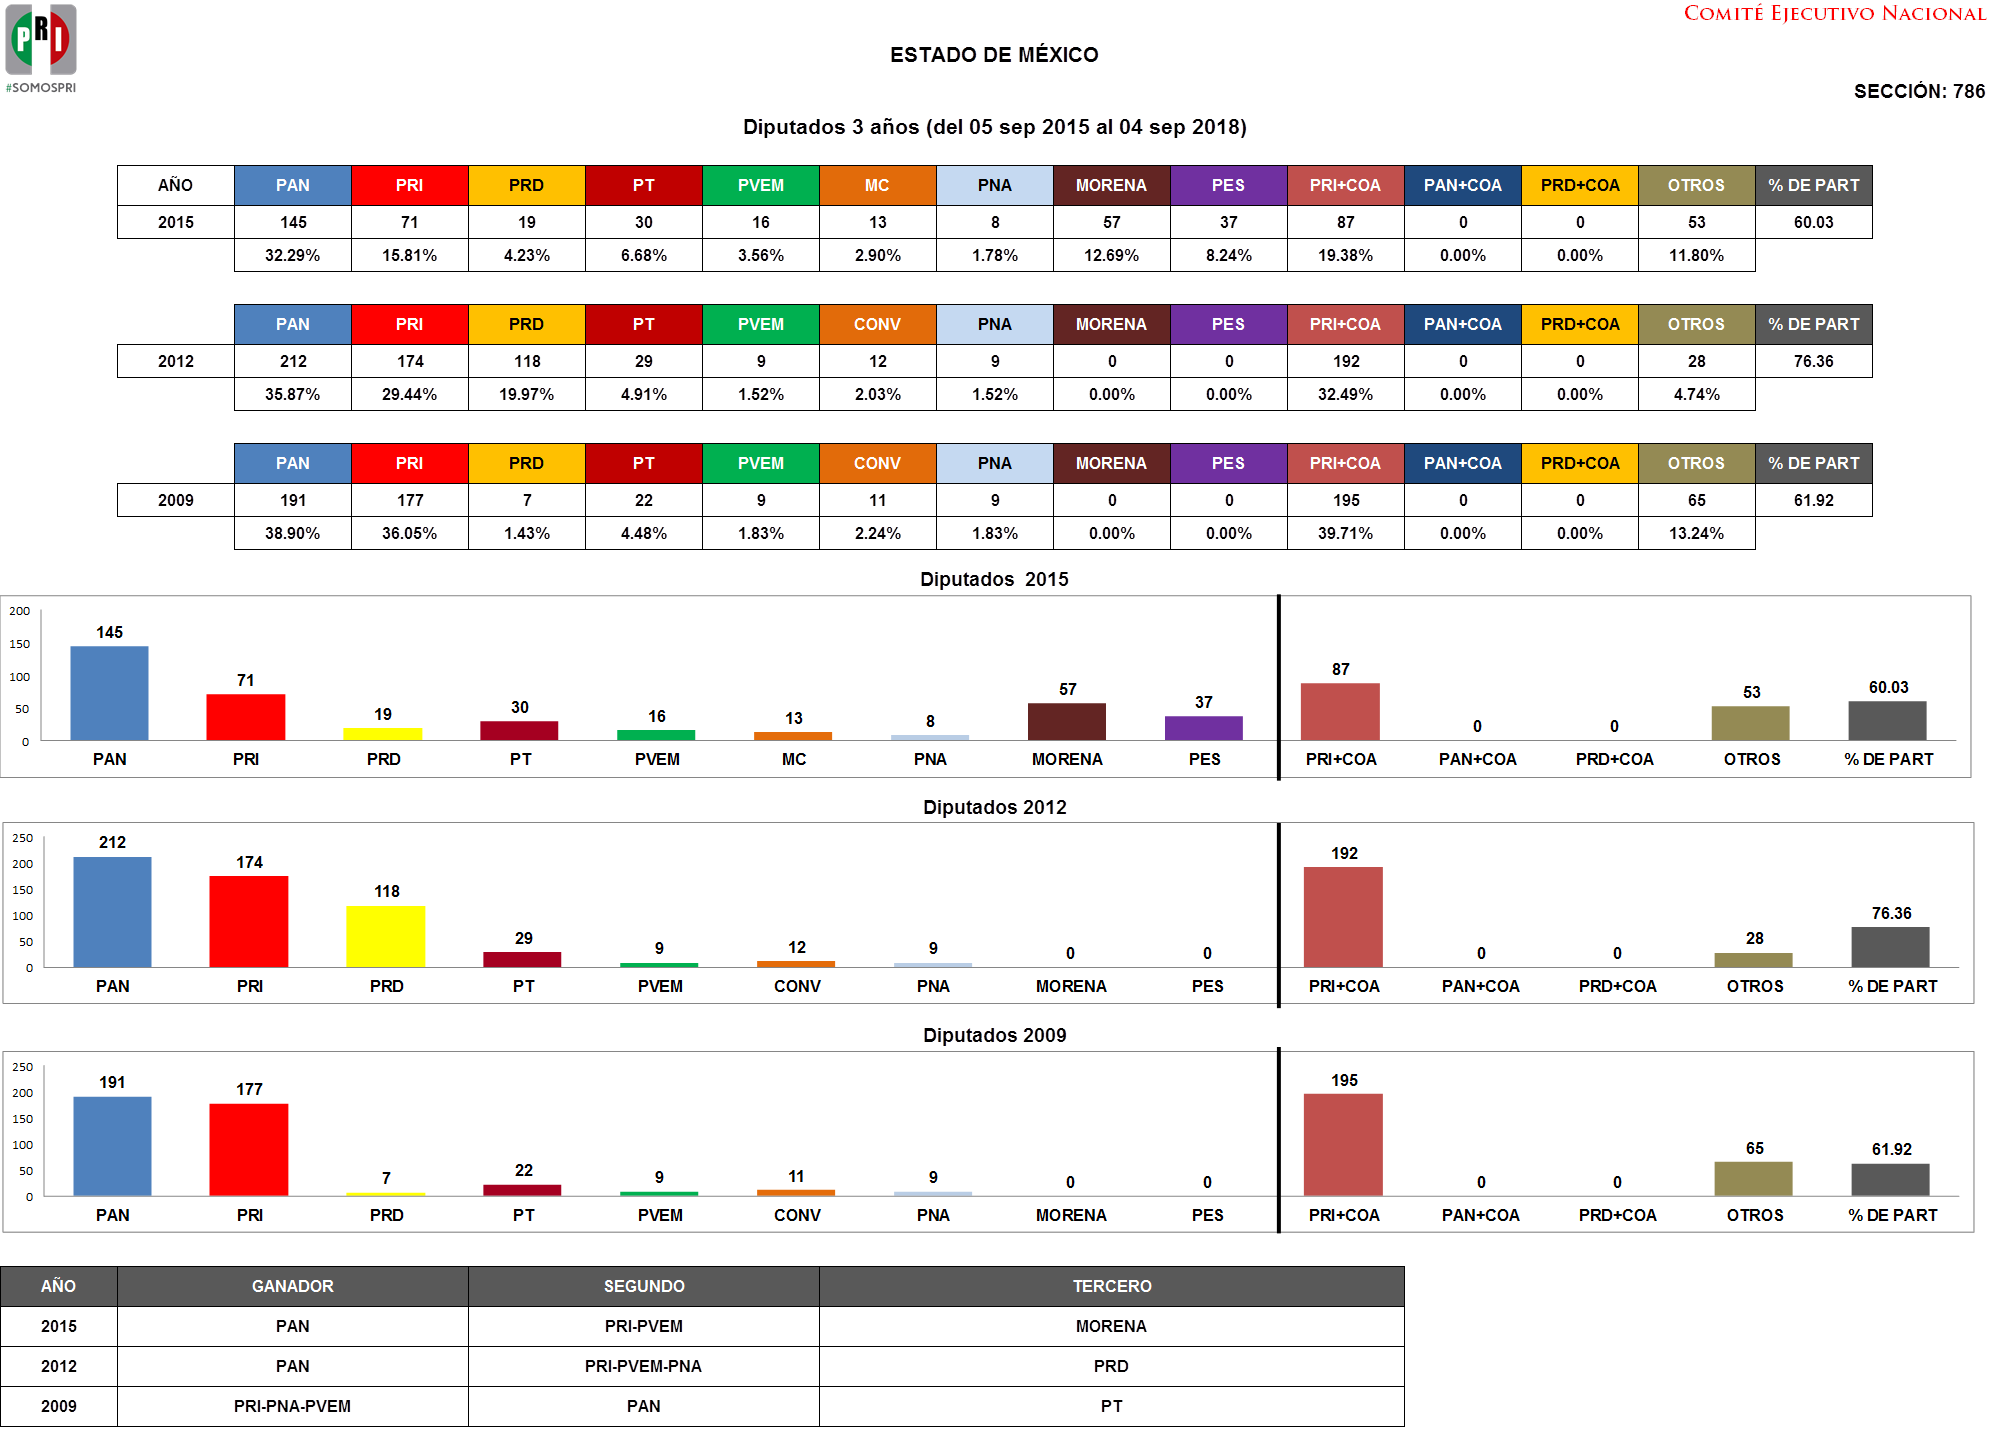 PRI
#SOMOSPRI
COMITÉ EJECUTIVO NACIONAL
ESTADO DE MÉXICO
SECCIÓN: 786
Diputados 3 años (del 05 sep 2015 al 04 sep 2018)
AÑO PAN PRI PRD PT PVEM MC PNA MORENA PES PRI+COA PAN+COA PRD+COA OTROS % DE PART
2015 145 71 19 30 16 13 8 57 37 87 0 0 53 60.03
32.29% 15.81% 4.23% 6.68% 3.56% 2.90% 1.78% 12.69% 8.24% 19.38% 0.00% 0.00% 11.80%
PAN PRI PRD PT PVEM CONV PNA MORENA PES PRI+COA PAN+COA PRD+COA OTROS % DE PART
2012 212 174 118 29 9 12 9 0 0 192 0 0 28 76.36
35.87% 29.44% 19.97% 4.91% 1.52% 2.03% 1.52% 0.00% 0.00% 32.49% 0.00% 0.00% 4.74%
PAN PRI PRD PT PVEM CONV PNA MORENA PES PRI+COA PAN+COA PRD+COA OTROS % DE PART
2009 191 177 7 22 9 11 9 0 0 195 0 0 65 61.92
38.90% 36.05% 1.43% 4.48% 1.83% 2.24% 1.83% 0.00% 0.00% 39.71% 0.00% 0.00% 13.24%
Diputados 2015
200
150
100
50
0
145 71 19 30 16 13 8 57 37 87 0 0 53 60.03
PAN PRI PRD PT PVEM MC PNA MORENA PES PRI+COA PAN+COA PRD+COA OTROS % DE PART
Diputados 2012
250
200
150
100
50
0
212 174 118 29 9 12 9 0 0 192 0 0 28 76.36
PAN PRI PRD PT PVEM CONV PNA MORENA PES PRI+COA PAN+COA PRD+COA OTROS % DE PART
Diputados 2009
250
200
150
100
50
0
191 177 7 22 9 11 9 0 0 195 0 0 65 61.92
PAN PRI PRD PT PVEM CONV PNA MORENA PES PRI+COA PAN+COA PRD+COA OTROS % DE PART
AÑO GANADOR SEGUNDO TERCERO
2015 PAN PRI-PVEM MORENA
2012 PAN PRI-PVEM-PNA PRD
2009 PRI-PNA-PVEM PAN PT